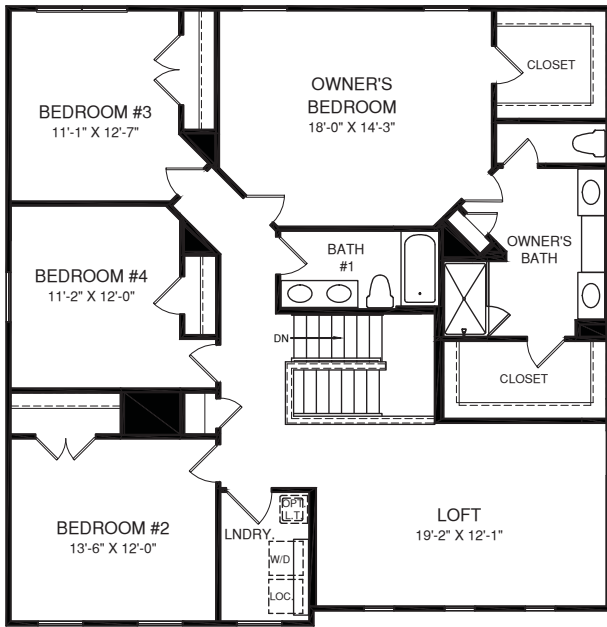 CLOSET
OWNER'S
BEDROOM
18'-0" X 14'-3"
BEDROOM #3
11'-1" X 12'-7"
BATH
#1
OWNER'S
BATH
BEDROOM #4
11'-2" X 12'-0"
DN
CLOSET
OPT.
L.T.
LOFT
19'-2" X 12'-1"
BEDROOM #2
13'-6" X 12'-0"
LNDRY.
W/D
LOC.